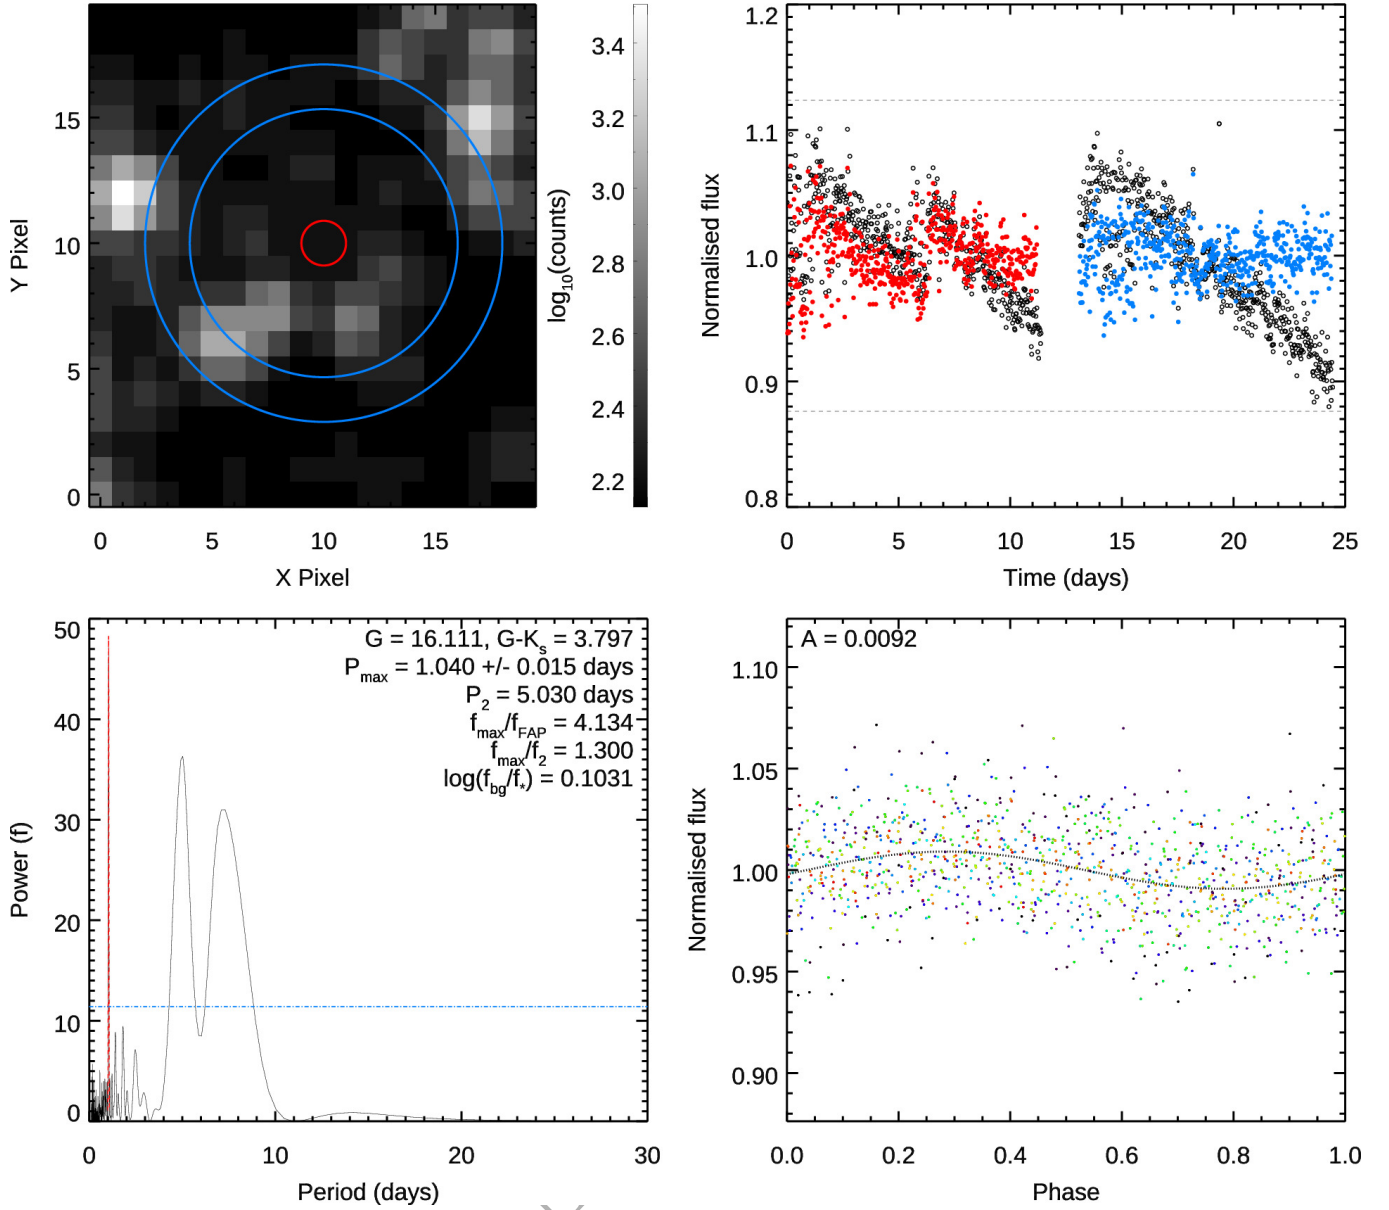 15
10
5
0
Y Pixel
0 5 10 15
X Pixel
3.4
3.2
3.0
2.8
2.6
2.4
2.2
log10(counts)
1.2
1.1
1.0
0.9
0.8
Normalised flux
0 5 10 15 20 25
Time (days)
50
40
30
20
10
0
Power (f)
G = 16.111, G-Ks = 3.797
Pmax = 1.040 +/- 0.015 days
P2 = 5.030 days
fmax/fFAP = 4.134
fmax/f2 = 1.300
log(fbg/f*) = 0.1031
0 10 20 30
Period (days)
A = 0.0092
1.10
1.05
1.00
0.95
0.90
Normalised flux
0.0 0.2 0.4 0.6 0.8 1.0
Phase